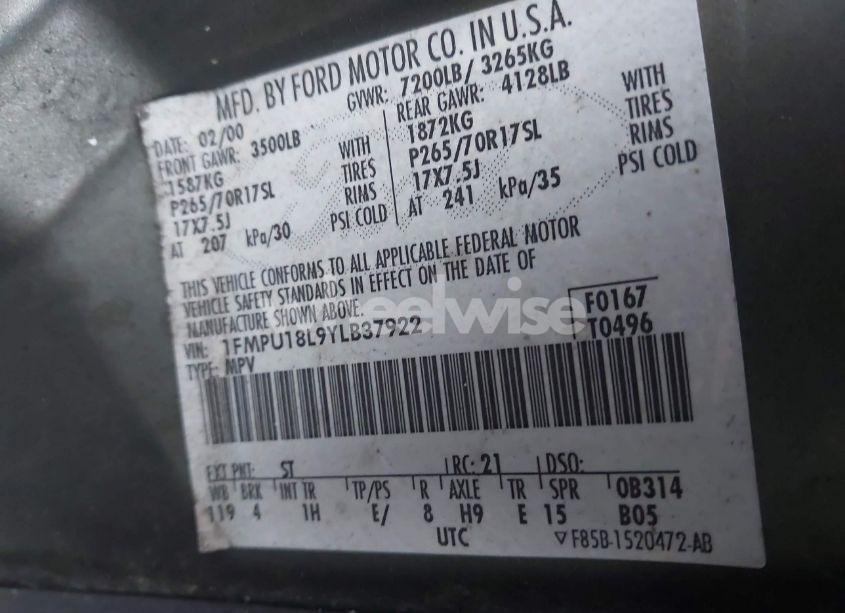 MFD. BY FORD MOTOR CO. IN U.S.A.
DATE: 02/00 GVWR: 7200LB/ 3265KG
FRONT GAWR: 3500LB REAR GAWR: 4128LB
1587KG WITH 1872KG WITH
P265/70R17SL TIRES P265/70R17SL TIRES
17X7.5J RIMS 17X7.5J RIMS
AT 207 kPa/30 PSI COLD AT 241 kPa/35 PSI COLD
THIS VEHICLE CONFORMS TO ALL APPLICABLE FEDERAL MOTOR
VEHICLE SAFETY STANDARDS IN EFFECT ON THE DATE OF
MANUFACTURE SHOWN ABOVE.
VIN: 1FMPU18L9YLB37922 F0167
TYPE: MPV T0496
EXT PNT: ST RC: 21 DSO:
WB BRK INT TR TP/PS R AXLE TR SPR 0B314
119 4 1H E/ 8 H9 E 15 B05
UTC ▽F85B-1520472-AB
eelwise